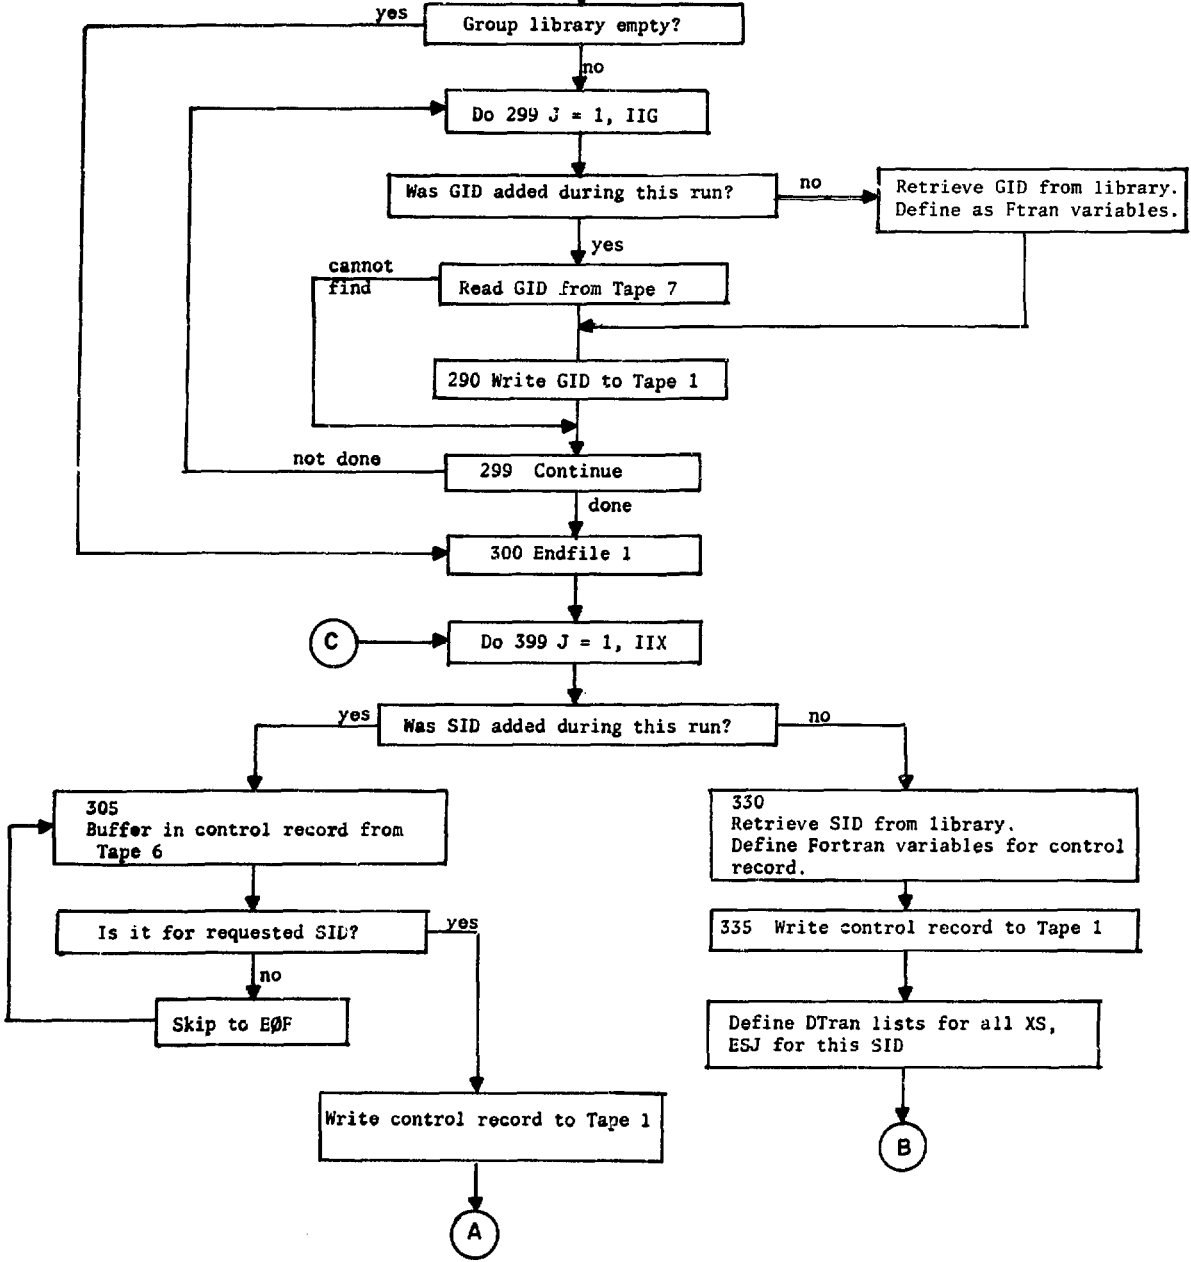 yes
Group library empty?
no
Do 299 J = 1, IIG
Was GID added during this run?
no
Retrieve GID from library.
Define as Ftran variables.
yes
cannot
find
Read GID from Tape 7
290 Write GID to Tape 1
not done
299 Continue
done
300 Endfile 1
C
Do 399 J = 1, IIX
yes
Was SID added during this run?
no
305
Buffer in control record from
Tape 6
330
Retrieve SID from library.
Define Fortran variables for control
record.
Is it for requested SID?
yes
335 Write control record to Tape 1
no
Skip to EØF
Define DTran lists for all XS,
ESJ for this SID
Write control record to Tape 1
B
A